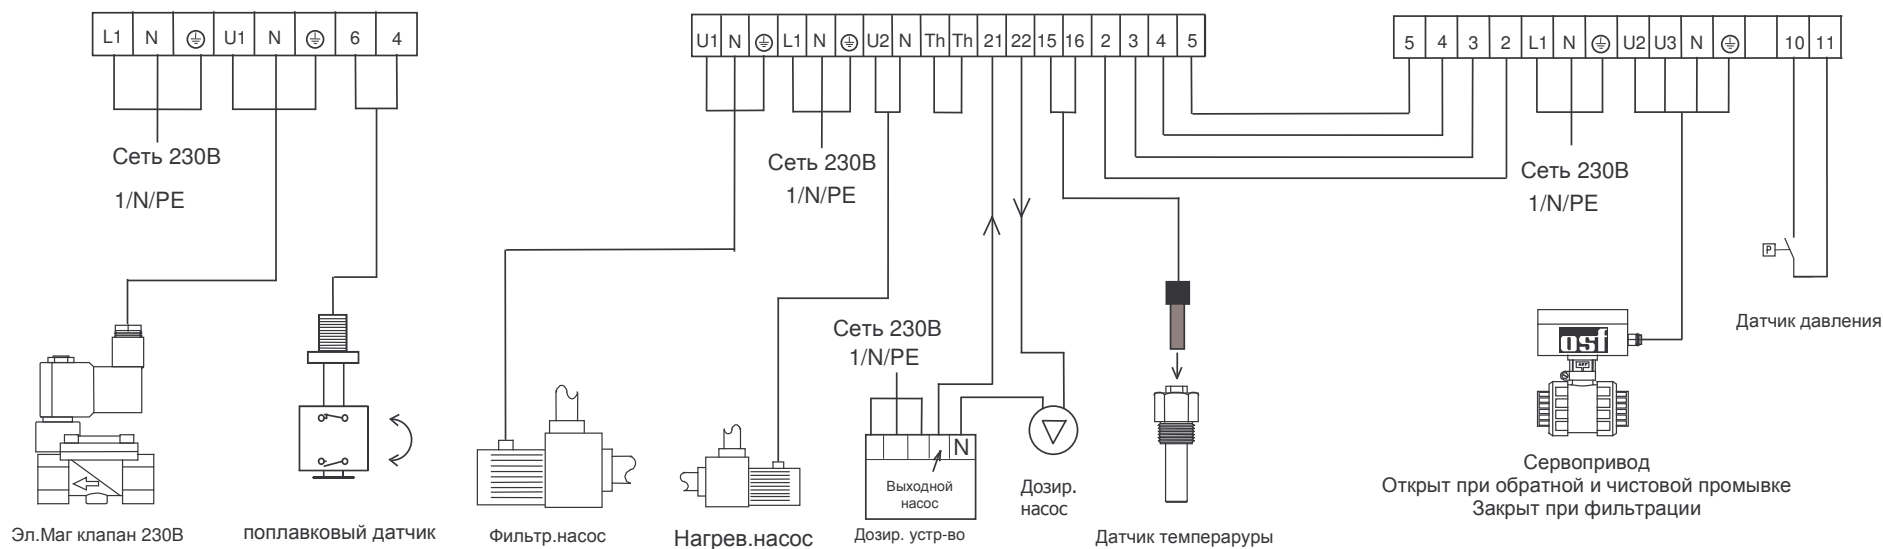 L1 N U1 N 6 4
U1 N L1 N U2 N Th Th 21 22 15 16 2 3 4 5
5 4 3 2 L1 N U2 U3 N 10 11
Сеть 230В
1/N/PE
Сеть 230В
1/N/PE
Сеть 230В
1/N/PE
P
Датчик давления
Сеть 230В
1/N/PE
osf
N
Выходной
насос
Дозир.
насос
Сервопривод
Открыт при обратной и чистовой промывке
Закрыт при фильтрации
Эл.Маг клапан 230В
поплавковый датчик
Фильтр.насос
Нагрев.насос
Дозир. устр-во
Датчик темпераруры